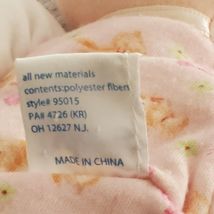 all new materials
contents:polyester fiber
style# 95015
PA# 4726 (KR)
OH 12627 N.J.
MADE IN CHINA